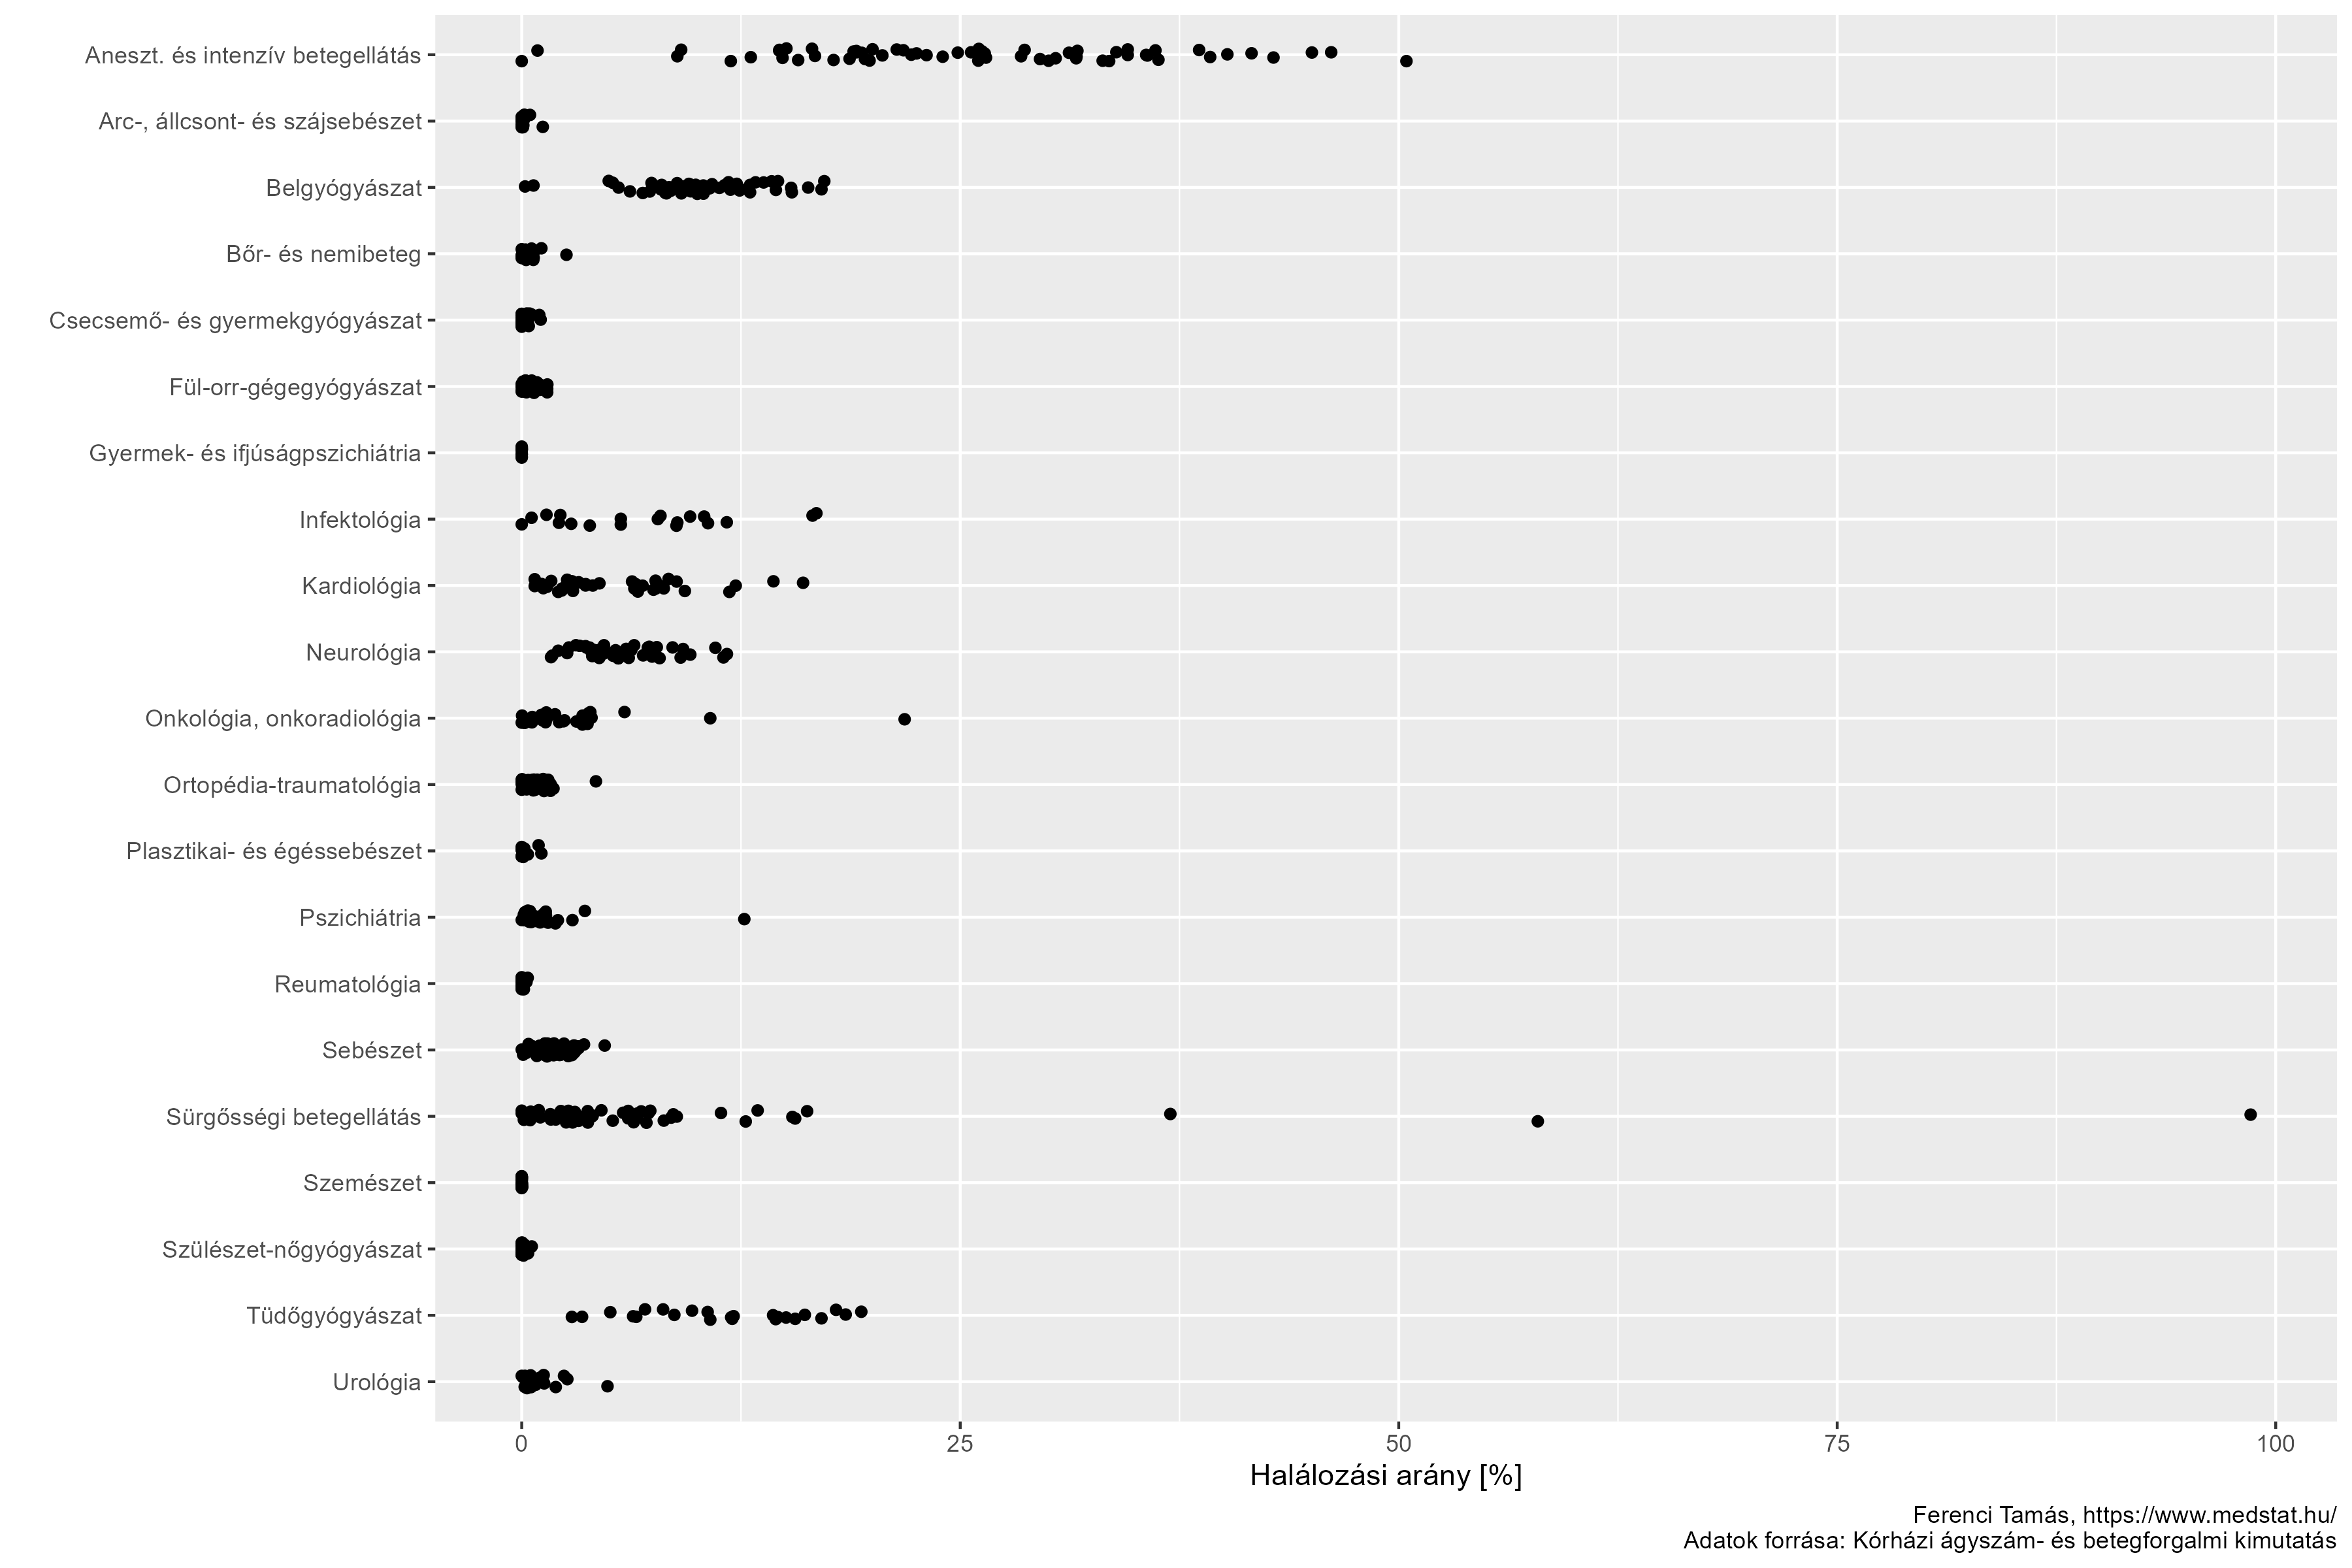 Aneszt. és intenzív betegellátás
Arc-, állcsont- és szájsebészet
Belgyógyászat
Bőr- és nemibeteg
Csecsemő- és gyermekgyógyászat
Fül-orr-gégegyógyászat
Gyermek- és ifjúságpszichiátria
Infektológia
Kardiológia
Neurológia
Onkológia, onkoradiológia
Ortopédia-traumatológia
Plasztikai- és égéssebészet
Pszichiátria
Reumatológia
Sebészet
Sürgősségi betegellátás
Szemészet
Szülészet-nőgyógyászat
Tüdőgyógyászat
Urológia
0 25 50 75 100
Halálozási arány [%]
Ferenci Tamás, https://www.medstat.hu/
Adatok forrása: Kórházi ágyszám- és betegforgalmi kimutatás